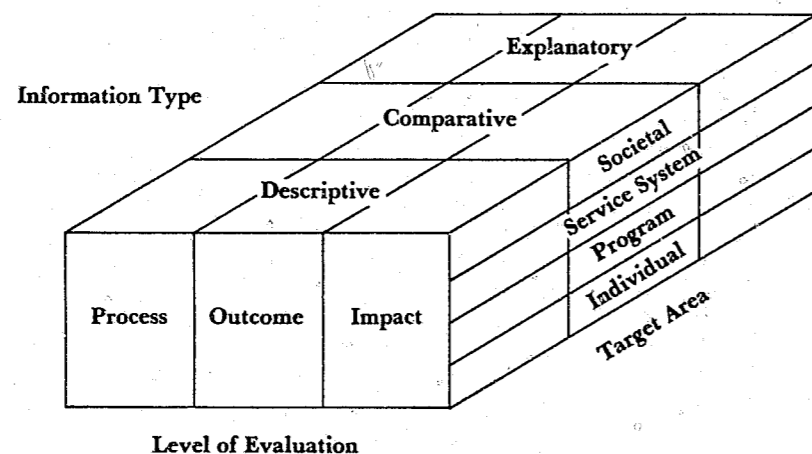 Explanatory
Information Type
Comparative
Societal
Service System
Descriptive
Program
Individual
Process Outcome Impact
Target Area
Level of Evaluation